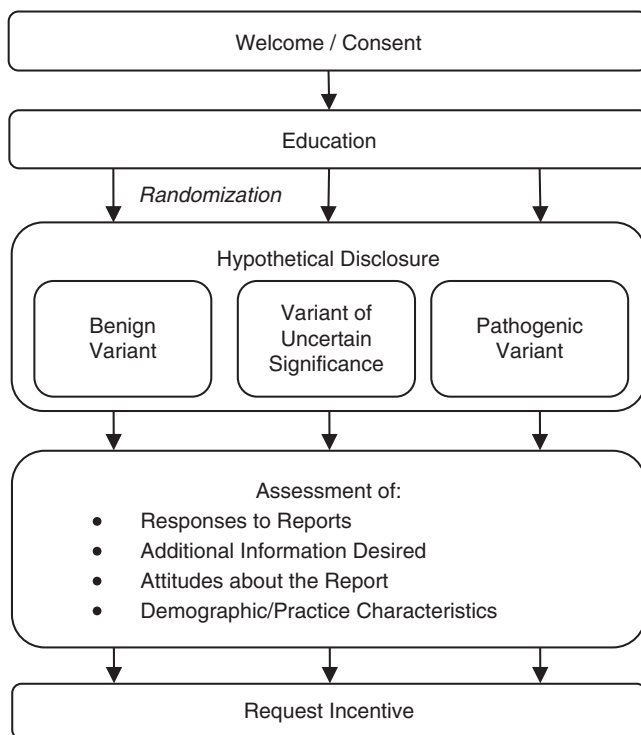 Welcome / Consent
Education
Randomization
Hypothetical Disclosure
Benign
Variant
Variant of
Uncertain
Significance
Pathogenic
Variant
Assessment of:
● Responses to Reports
● Additional Information Desired
● Attitudes about the Report
● Demographic/Practice Characteristics
Request Incentive